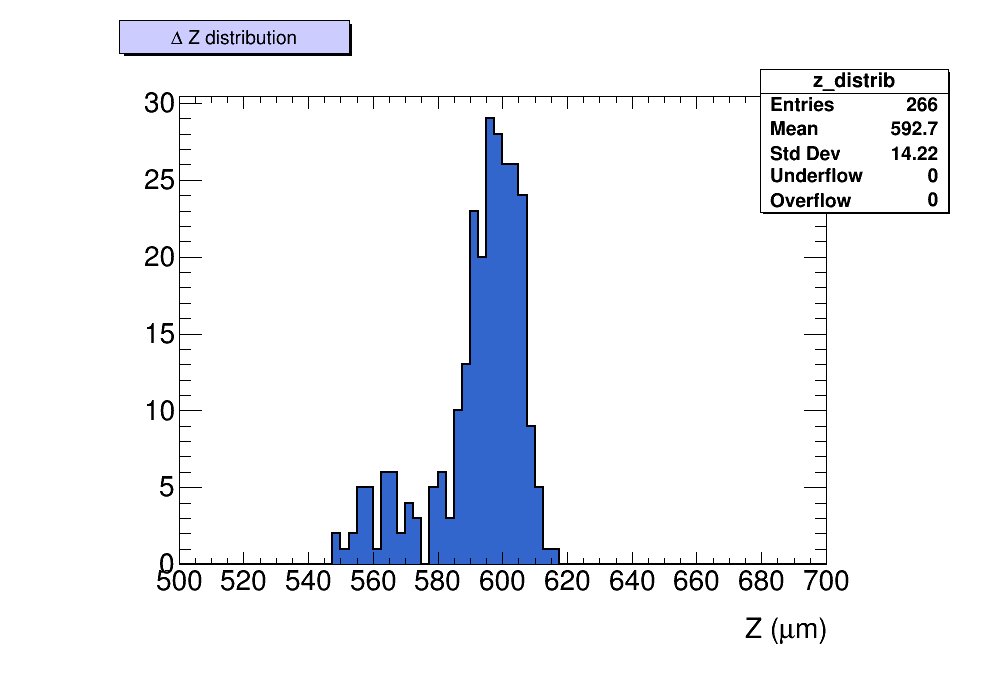 Δ Z distribution
z_distrib
Entries 266
Mean 592.7
Std Dev 14.22
Underflow 0
Overflow 0
30
25
20
15
10
5
0
500 520 540 560 580 600 620 640 660 680 700
Z (μm)